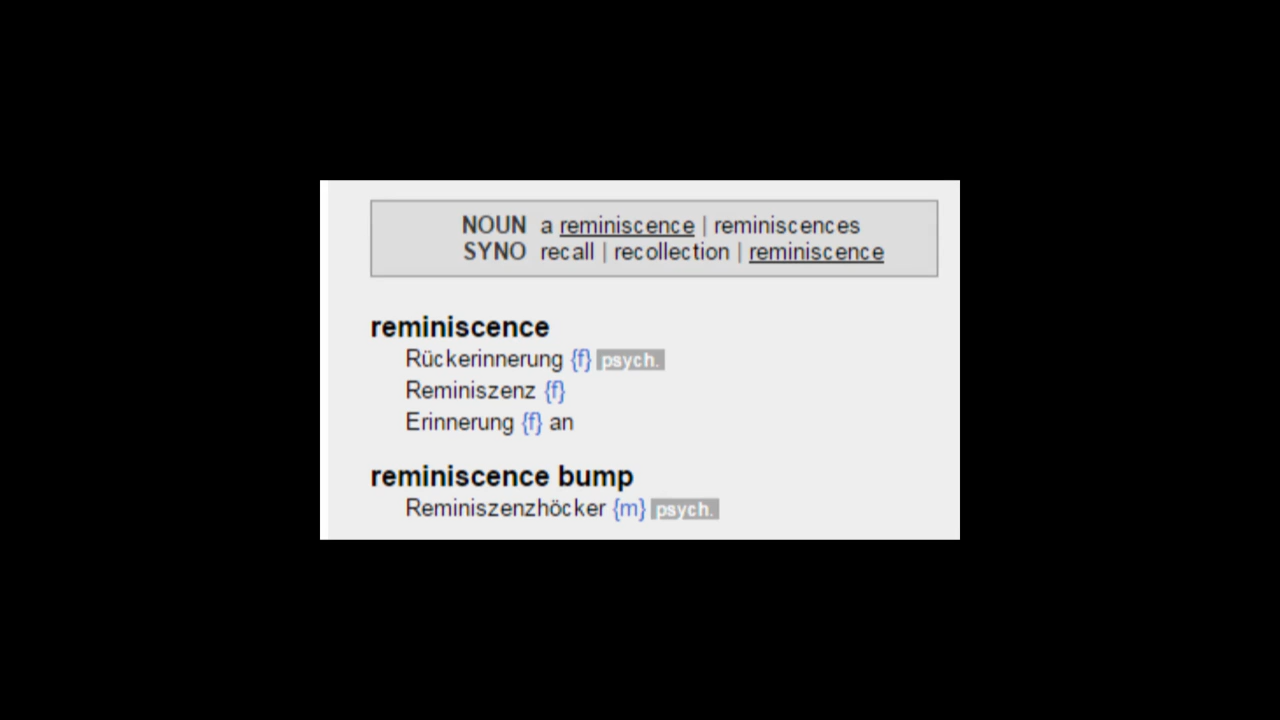 NOUN a reminiscence | reminiscences
SYNO recall | recollection | reminiscence
reminiscence
Rückerinnerung {f} psych.
Reminiszenz {f}
Erinnerung {f} an
reminiscence bump
Reminiszenzhöcker {m} psych.